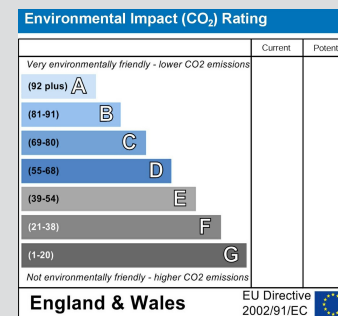 Environmental Impact (CO₂) Rating
Current Potent
Very environmentally friendly - lower CO2 emissions
(92 plus) A
(81-91) B
(69-80) C
(55-68) D
(39-54) E
(21-38) F
(1-20) G
Not environmentally friendly - higher CO2 emissions
England & Wales
EU Directive
2002/91/EC